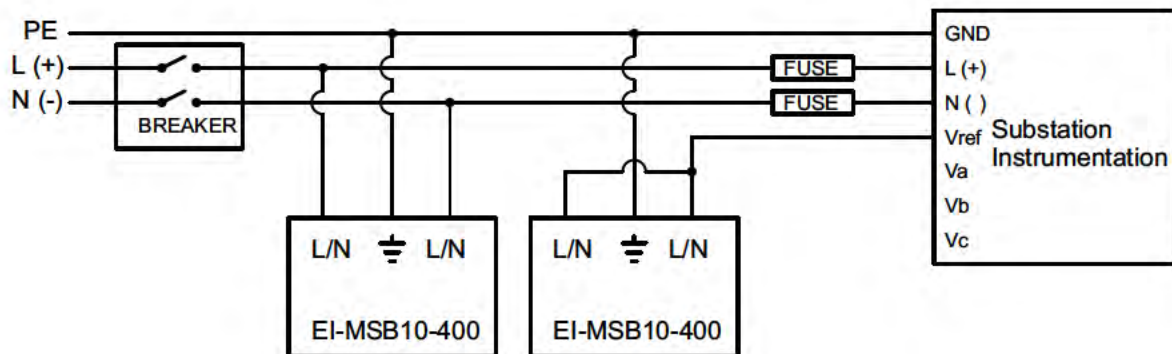 PE
L (+)
N (-)
BREAKER
FUSE
FUSE
GND
L (+)
N ( )
Vref
Va
Vb
Vc
Substation
Instrumentation
L/N L/N
EI-MSB10-400
L/N L/N
EI-MSB10-400